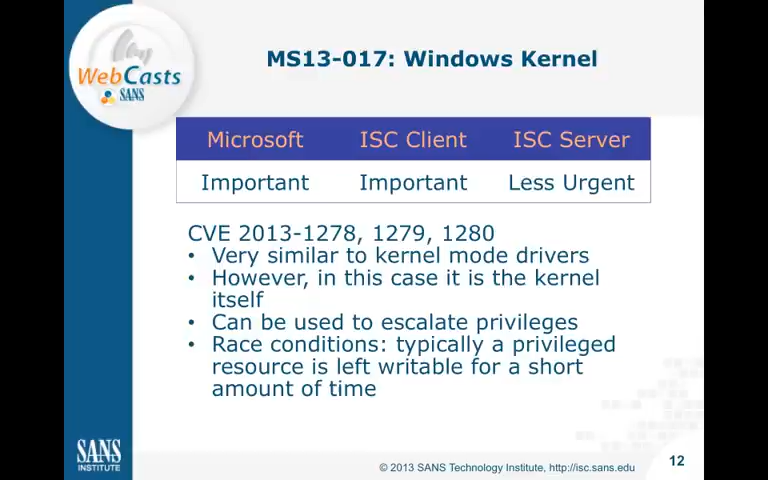 WebCasts
SANS
MS13-017: Windows Kernel
Microsoft ISC Client ISC Server
Important Important Less Urgent
CVE 2013-1278, 1279, 1280
• Very similar to kernel mode drivers
• However, in this case it is the kernel
itself
• Can be used to escalate privileges
• Race conditions: typically a privileged
resource is left writable for a short
amount of time
SANS
INSTITUTE
© 2013 SANS Technology Institute, http://isc.sans.edu
12